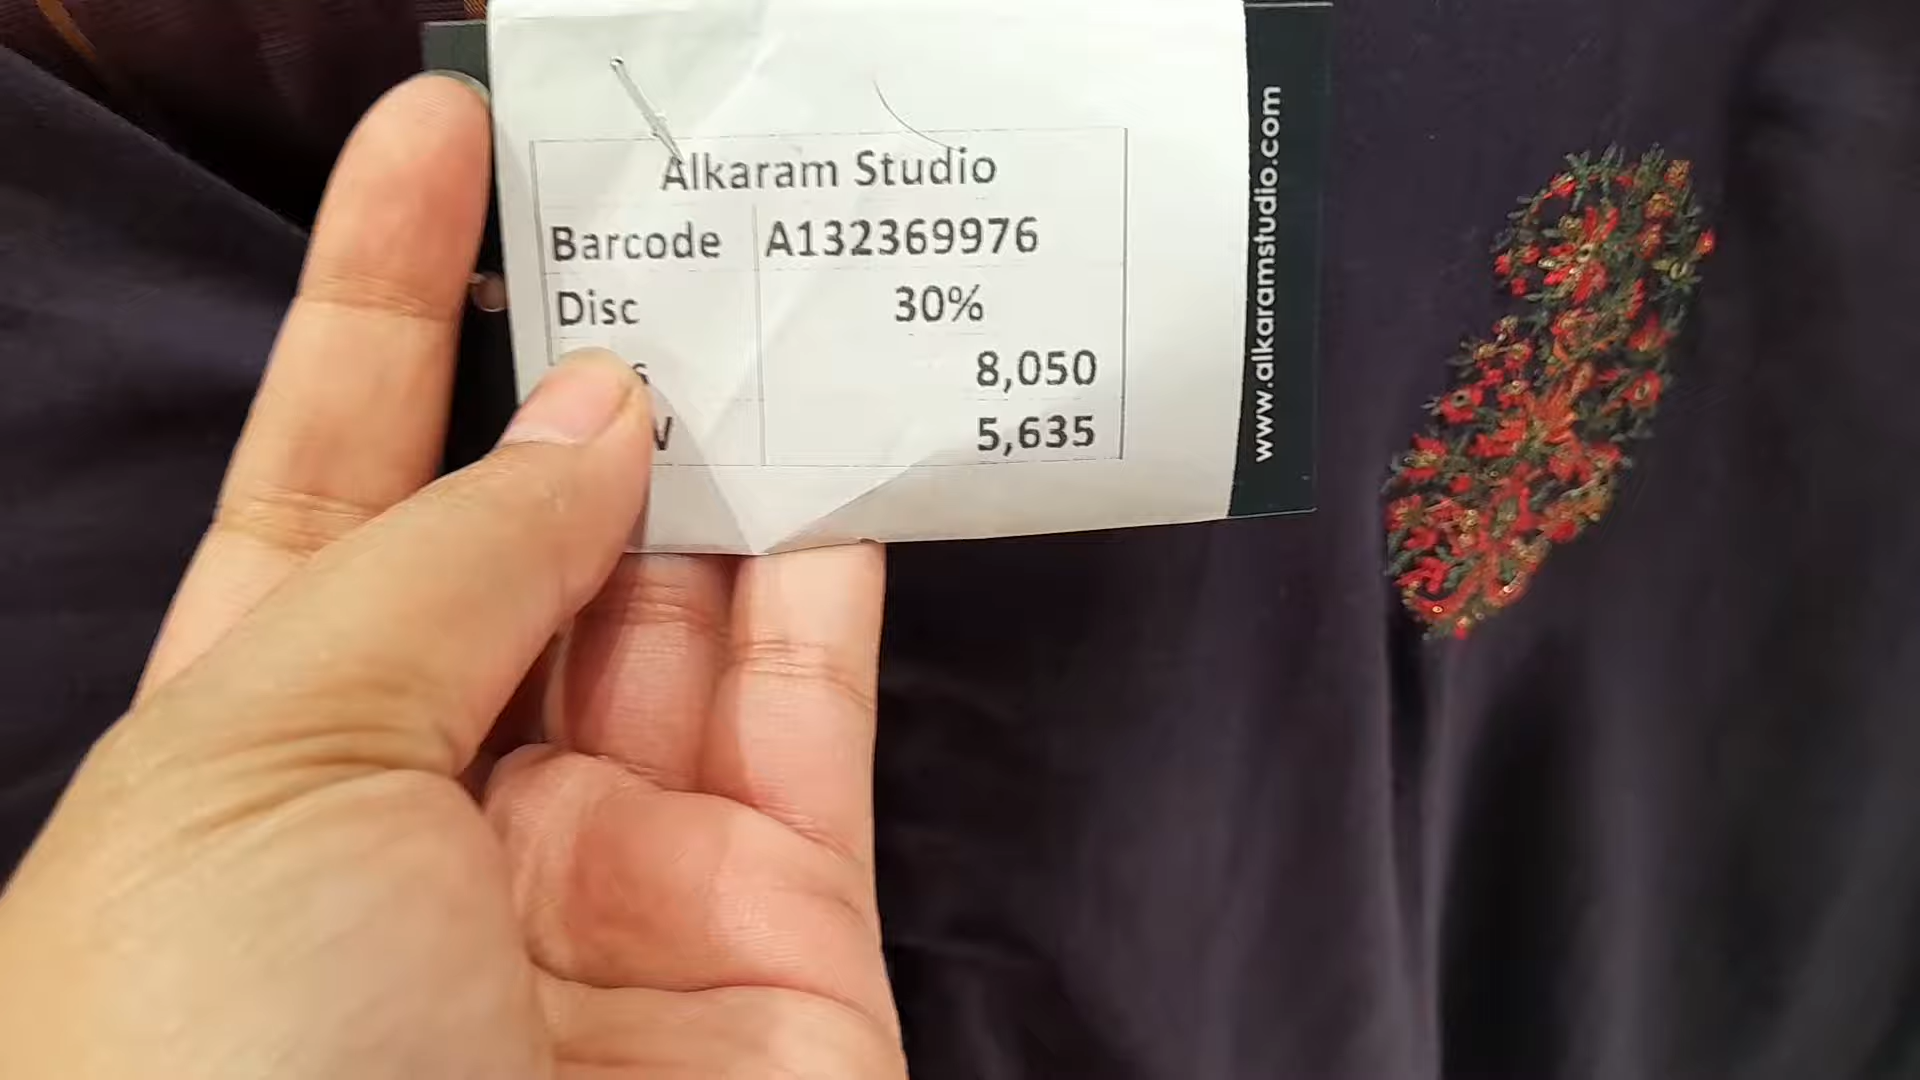 Alkaram Studio
Barcode A132369976
Disc 30%
8,050
5,635
www.alkaramstudio.com